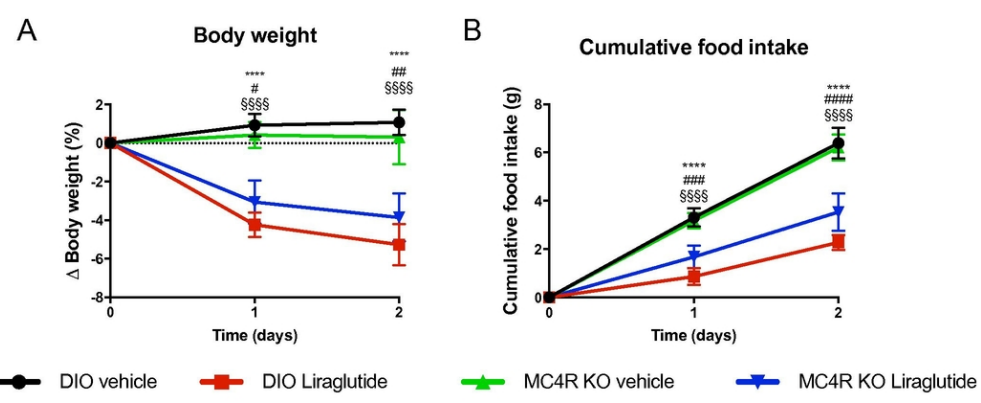 A
Body weight
****
#
§§§§
****
##
§§§§
2
0
-2
-4
-6
-8
Δ Body weight (%)
0
1
2
Time (days)
B
Cumulative food intake
****
###
§§§§
****
####
§§§§
8
6
4
2
0
Cumulative food intake (g)
0
1
2
Time (days)
DIO vehicle
DIO Liraglutide
MC4R KO vehicle
MC4R KO Liraglutide